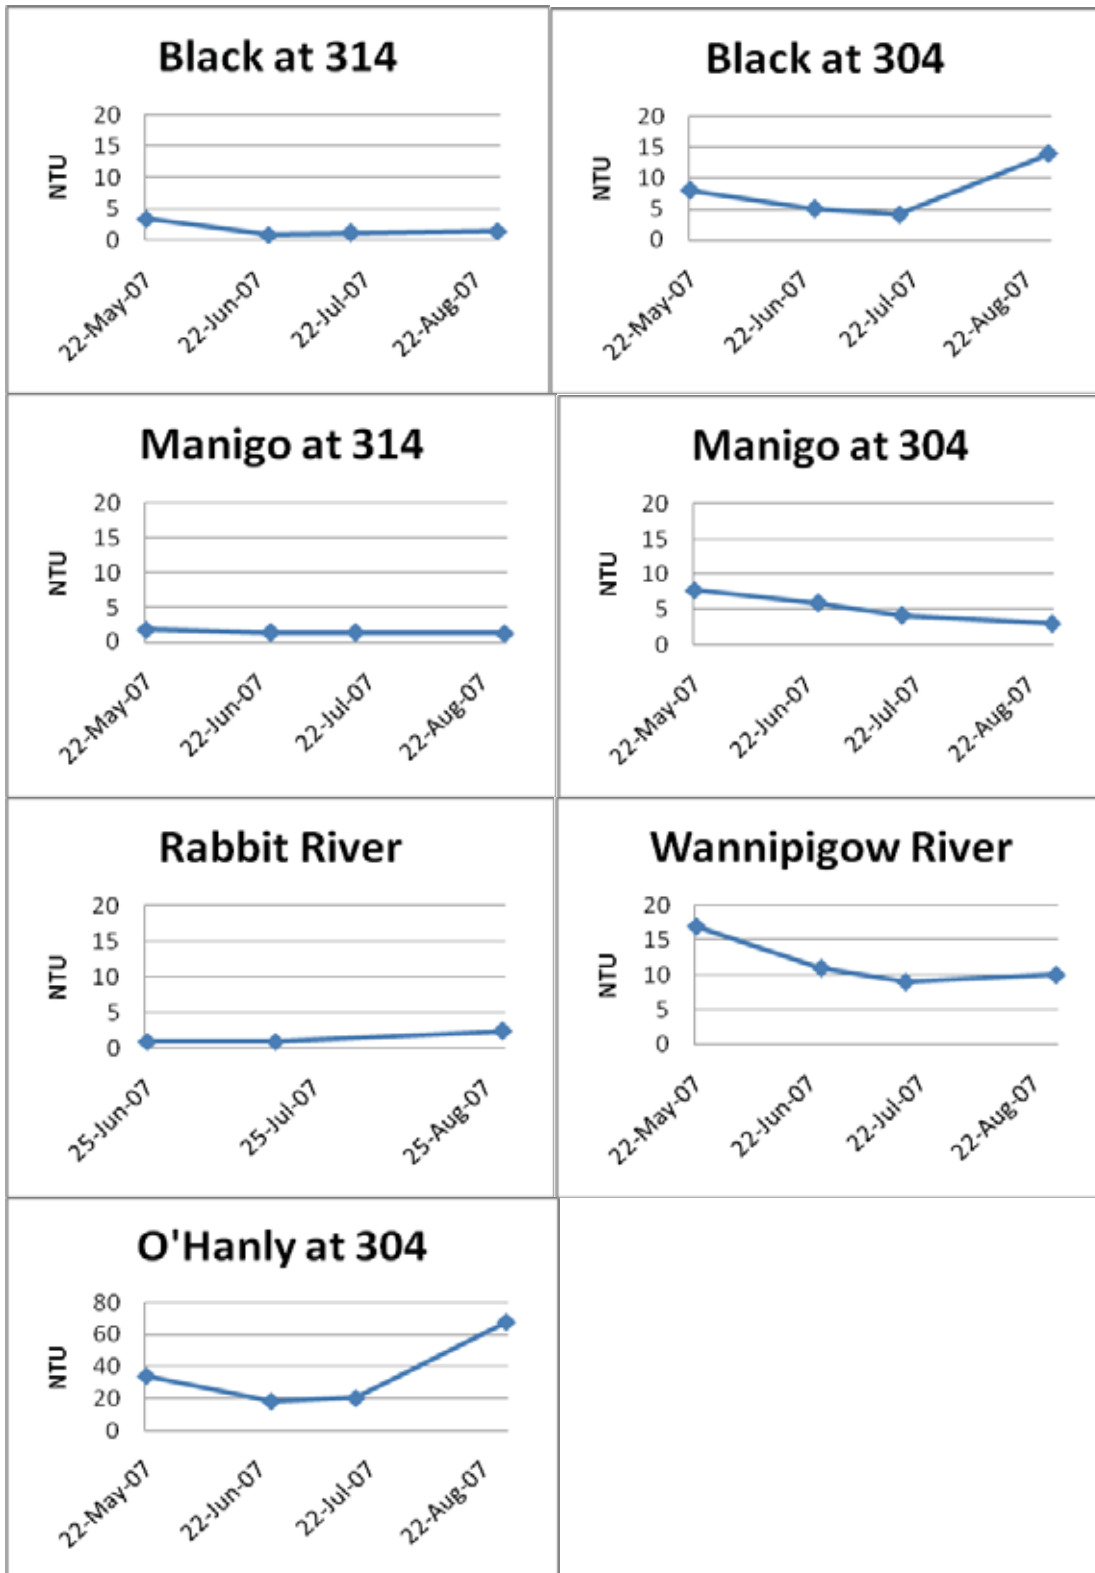 Black at 314
20
15
10
5
0
NTU
22-May-07
22-Jun-07
22-Jul-07
22-Aug-07
Black at 304
20
15
10
5
0
NTU
22-May-07
22-Jun-07
22-Jul-07
22-Aug-07
Manigo at 314
20
15
10
5
0
NTU
22-May-07
22-Jun-07
22-Jul-07
22-Aug-07
Manigo at 304
20
15
10
5
0
NTU
22-May-07
22-Jun-07
22-Jul-07
22-Aug-07
Rabbit River
20
15
10
5
0
NTU
25-Jun-07
25-Jul-07
25-Aug-07
Wannipigow River
20
15
10
5
0
NTU
22-May-07
22-Jun-07
22-Jul-07
22-Aug-07
O'Hanly at 304
80
60
40
20
0
NTU
22-May-07
22-Jun-07
22-Jul-07
22-Aug-07